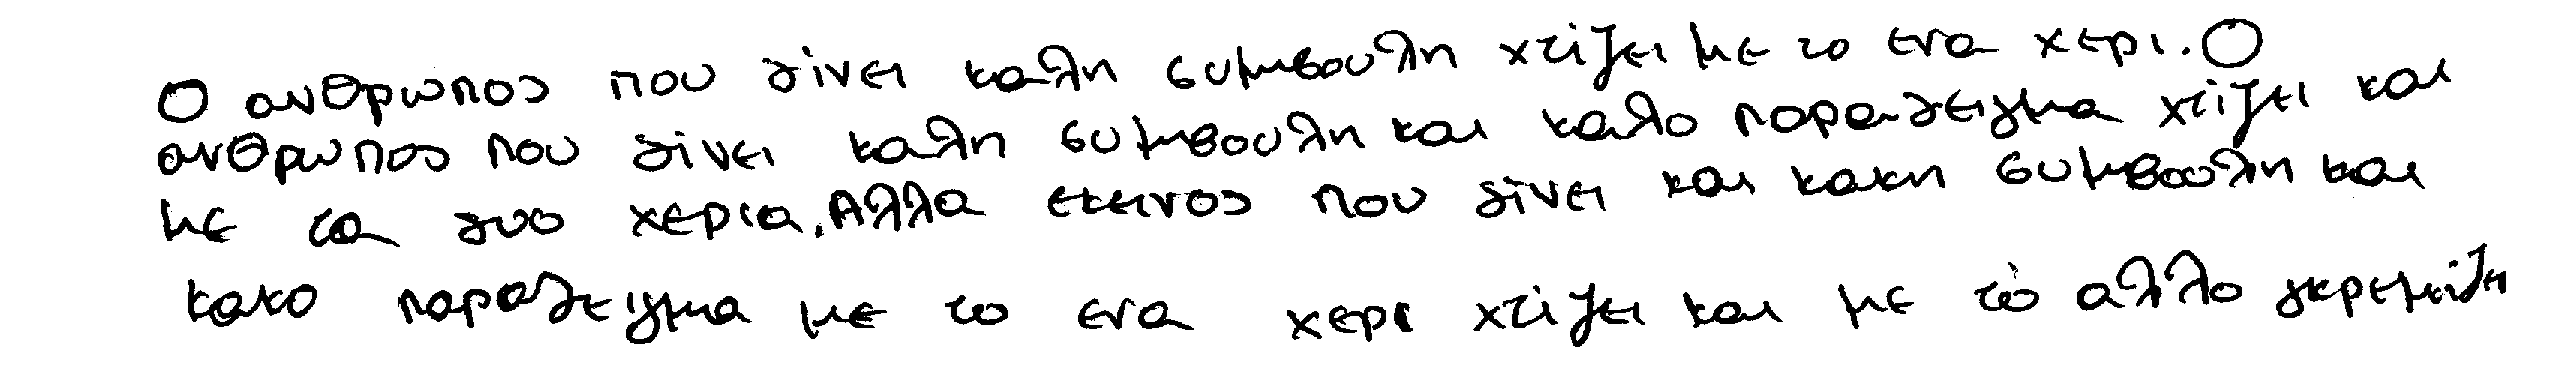 Ο ανθρωπος που δινει καλη συμβουλη χτιζει με το ενα χερι. Ο
ανθρωπος που δινει καλη συμβουλη και καλο παραδειγμα χτιζει και
με τα δυο χερια. Αλλα εκεινος που δινει και κακη συμβουλη και
κακο παραδειγμα με το ενα χερι χτιζει και με το αλλο γκρεμιζει